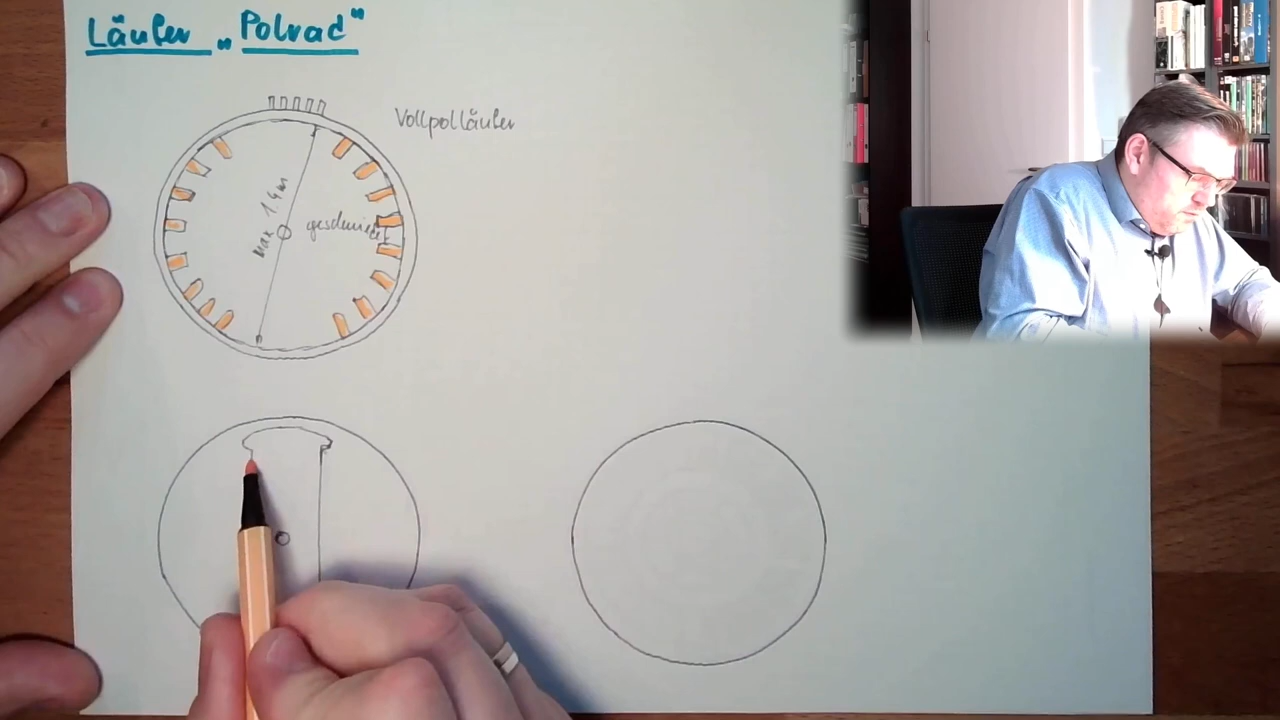 Läufer „Polrad"
Vollpolläufer
max 1,4m
geschmiedet